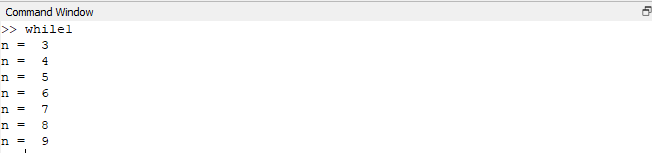 Command Window
>> while1
n =  3
n =  4
n =  5
n =  6
n =  7
n =  8
n =  9